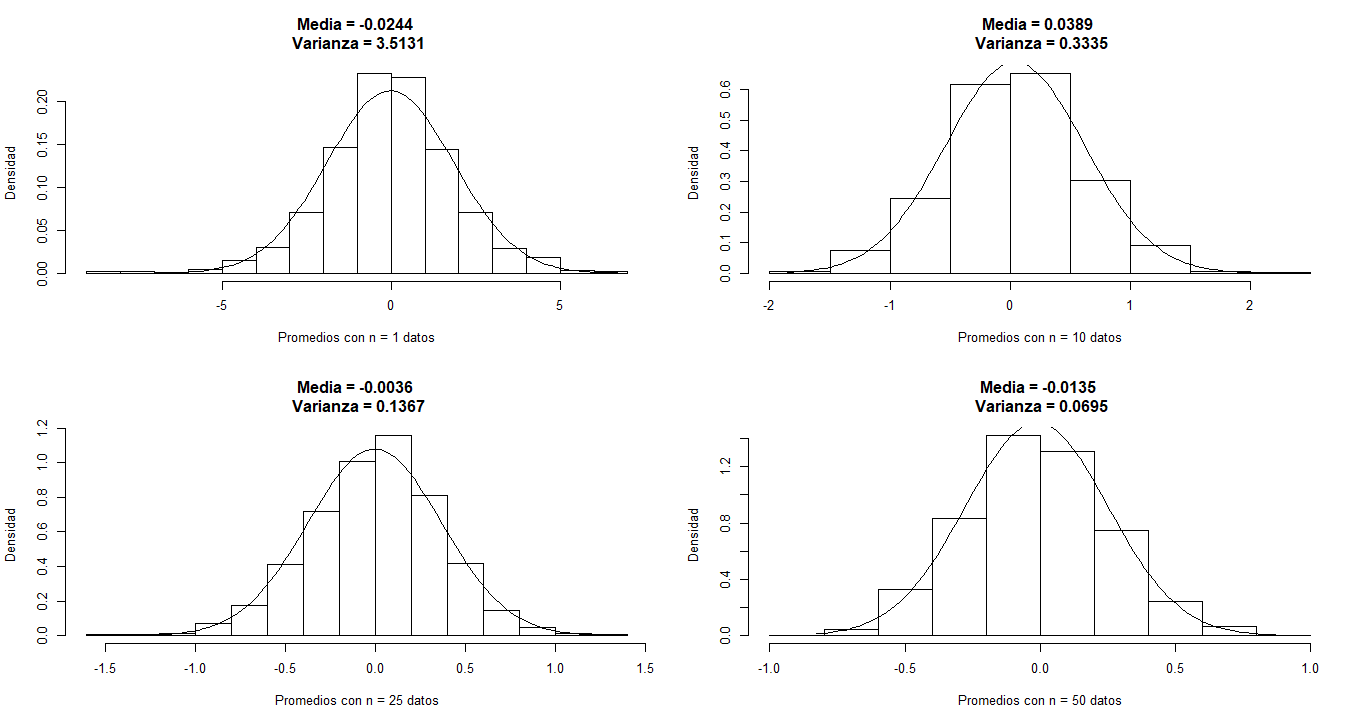 Media = -0.0244
Varianza = 3.5131
Densidad
0.20
0.15
0.10
0.05
0.00
-5 0 5
Promedios con n = 1 datos
Media = 0.0389
Varianza = 0.3335
Densidad
0.6
0.5
0.4
0.3
0.2
0.1
0.0
-2 -1 0 1 2
Promedios con n = 10 datos
Media = -0.0036
Varianza = 0.1367
Densidad
1.2
1.0
0.8
0.6
0.4
0.2
0.0
-1.5 -1.0 -0.5 0.0 0.5 1.0 1.5
Promedios con n = 25 datos
Media = -0.0135
Varianza = 0.0695
Densidad
1.2
0.8
0.4
0.0
-1.0 -0.5 0.0 0.5 1.0
Promedios con n = 50 datos